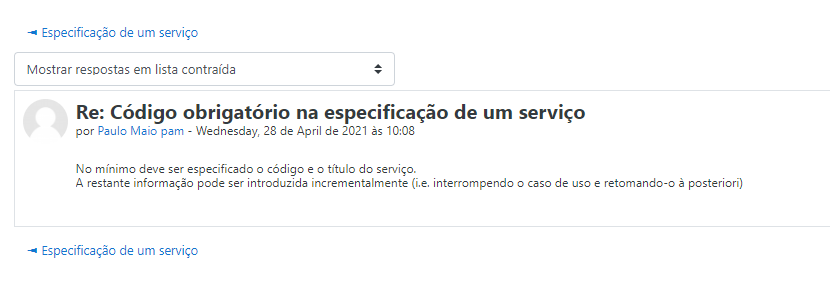 ◄ Especificação de um serviço
Mostrar respostas em lista contraída
Re: Código obrigatório na especificação de um serviço
por Paulo Maio pam - Wednesday, 28 de April de 2021 às 10:08
No mínimo deve ser especificado o código e o título do serviço.
A restante informação pode ser introduzida incrementalmente (i.e. interrompendo o caso de uso e retomando-o à posteriori)
◄ Especificação de um serviço